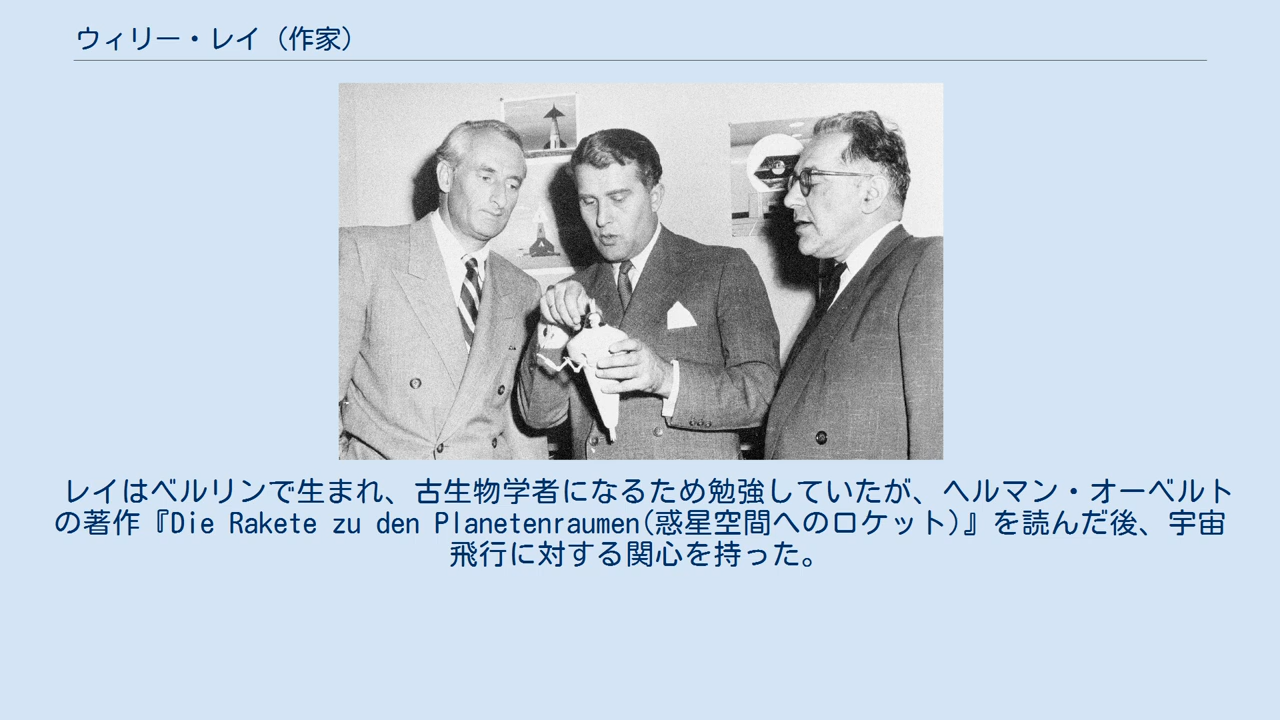 ウィリー・レイ（作家）
レイはベルリンで生まれ、古生物学者になるため勉強していたが、ヘルマン・オーベルト
の著作『Die Rakete zu den Planetenraumen(惑星空間へのロケット)』を読んだ後、宇宙
飛行に対する関心を持った。